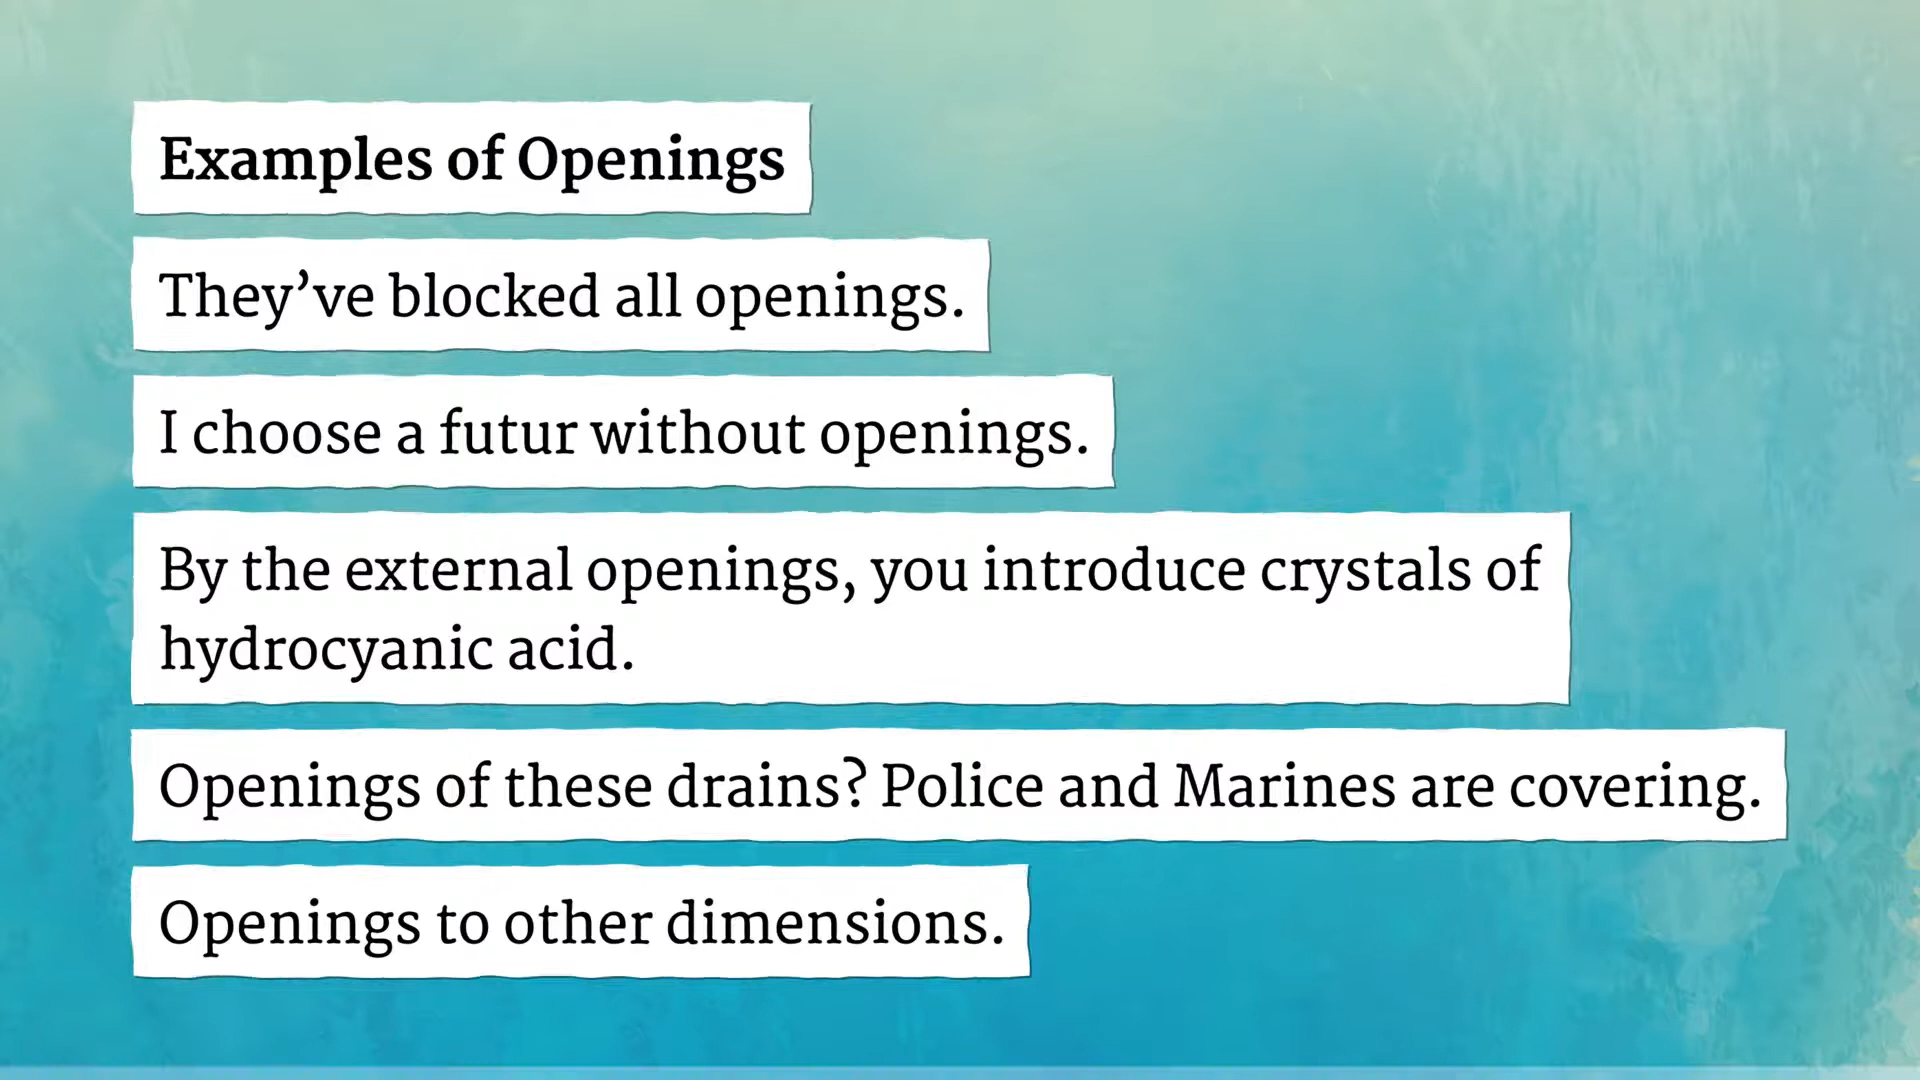 Examples of Openings
They’ve blocked all openings.
I choose a futur without openings.
By the external openings, you introduce crystals of
hydrocyanic acid.
Openings of these drains? Police and Marines are covering.
Openings to other dimensions.